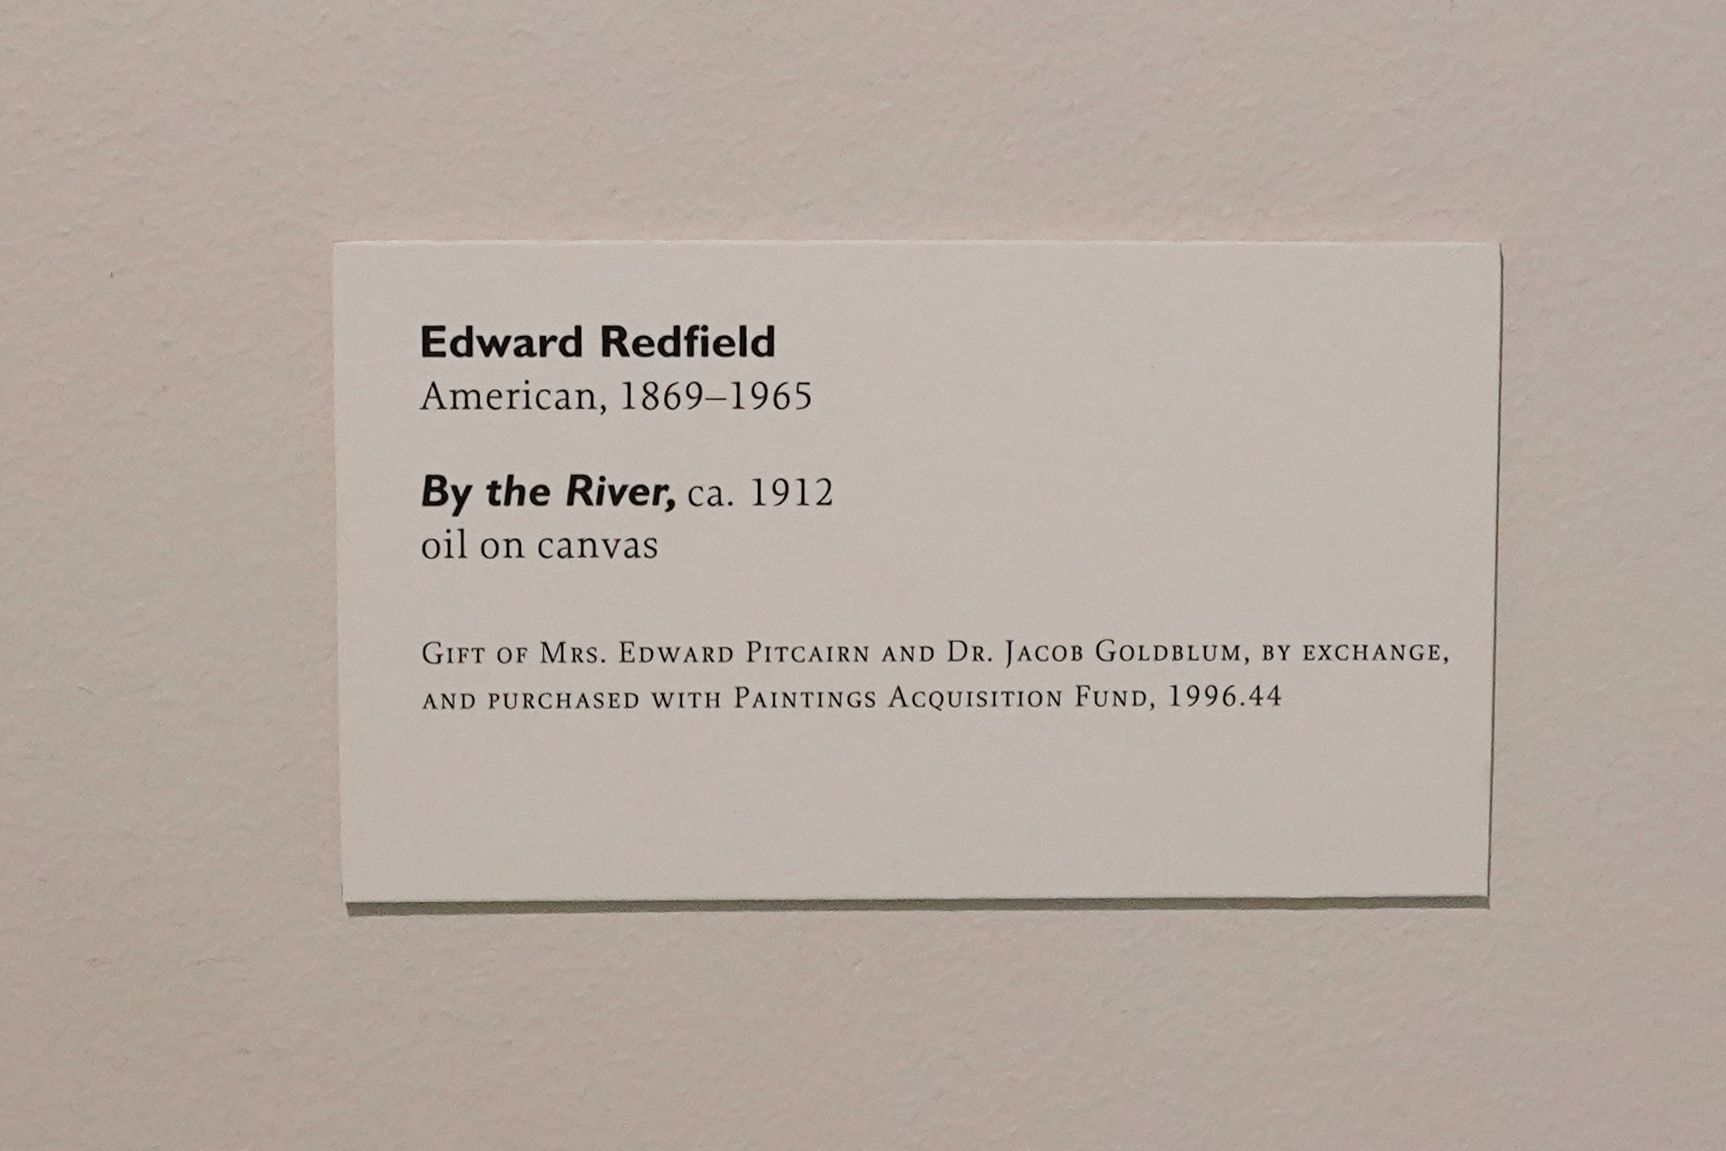 Edward Redfield
American, 1869–1965
By the River, ca. 1912
oil on canvas
Gift of Mrs. Edward Pitcairn and Dr. Jacob Goldblum, by exchange,
and purchased with Paintings Acquisition Fund, 1996.44